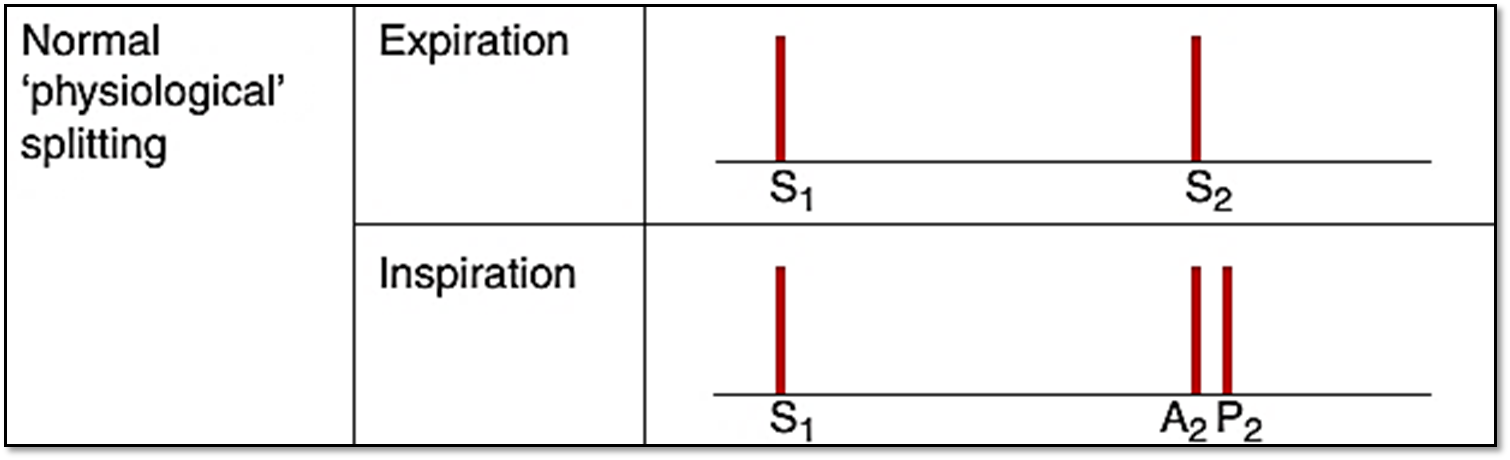 Normal
‘physiological’
splitting
Expiration
S₁ S₂
Inspiration
S₁ A₂ P₂